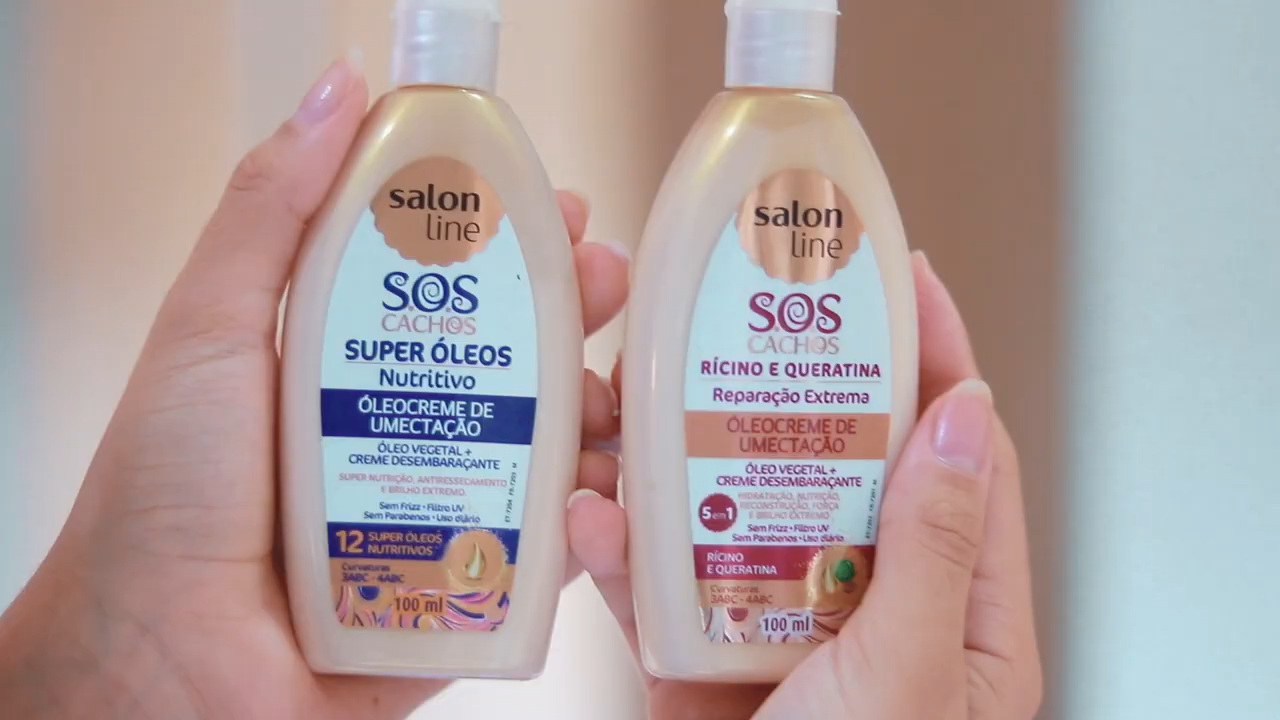 salon
line
S.O.S
CACHOS
SUPER ÓLEOS
Nutritivo
ÓLEOCREME DE
UMECTAÇÃO
ÓLEO VEGETAL +
CREME DESEMBARAÇANTE
SUPER NUTRIÇÃO, ANTIRESSECAMENTO
E BRILHO EXTREMO.
Sem Frizz • Filtro UV
Sem Parabenos • Uso diário
12 SUPER ÓLEOS
NUTRITIVOS
Curvaturas
3ABC - 4ABC
100 ml
salon
line
S.O.S
CACHOS
RÍCINO E QUERATINA
Reparação Extrema
ÓLEOCREME DE
UMECTAÇÃO
ÓLEO VEGETAL +
CREME DESEMBARAÇANTE
5 em 1
HIDRATAÇÃO, NUTRIÇÃO,
RECONSTRUÇÃO, FORÇA
E BRILHO EXTREMO
Sem Frizz • Filtro UV
Sem Parabenos • Uso diário
RÍCINO
E QUERATINA
Curvaturas
3ABC - 4ABC
100 ml